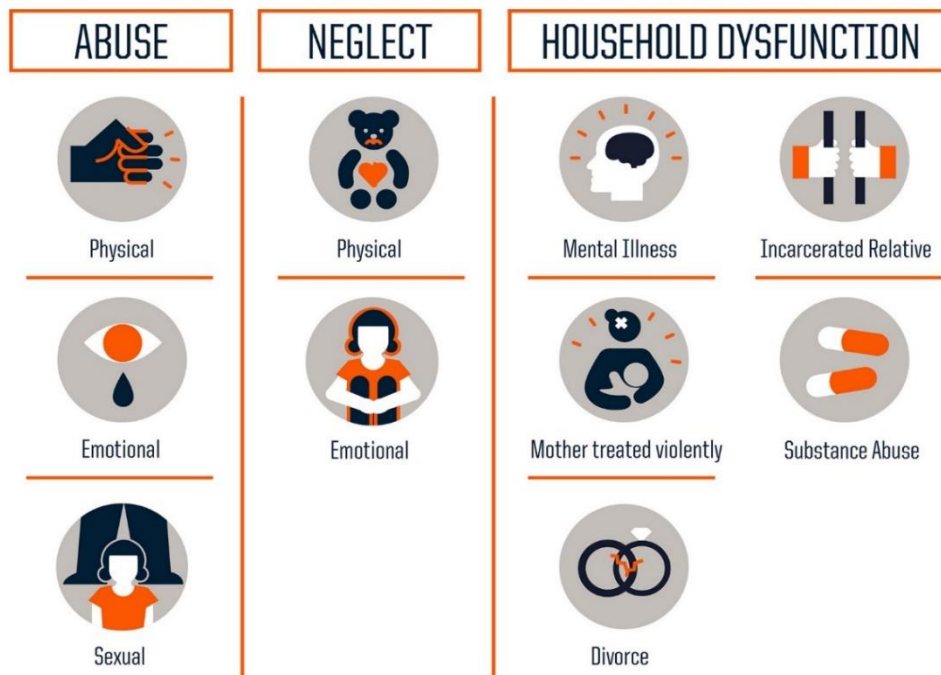 ABUSE
NEGLECT
HOUSEHOLD DYSFUNCTION
Physical
Physical
Mental Illness
Incarcerated Relative
Emotional
Emotional
Mother treated violently
Substance Abuse
Sexual
Divorce